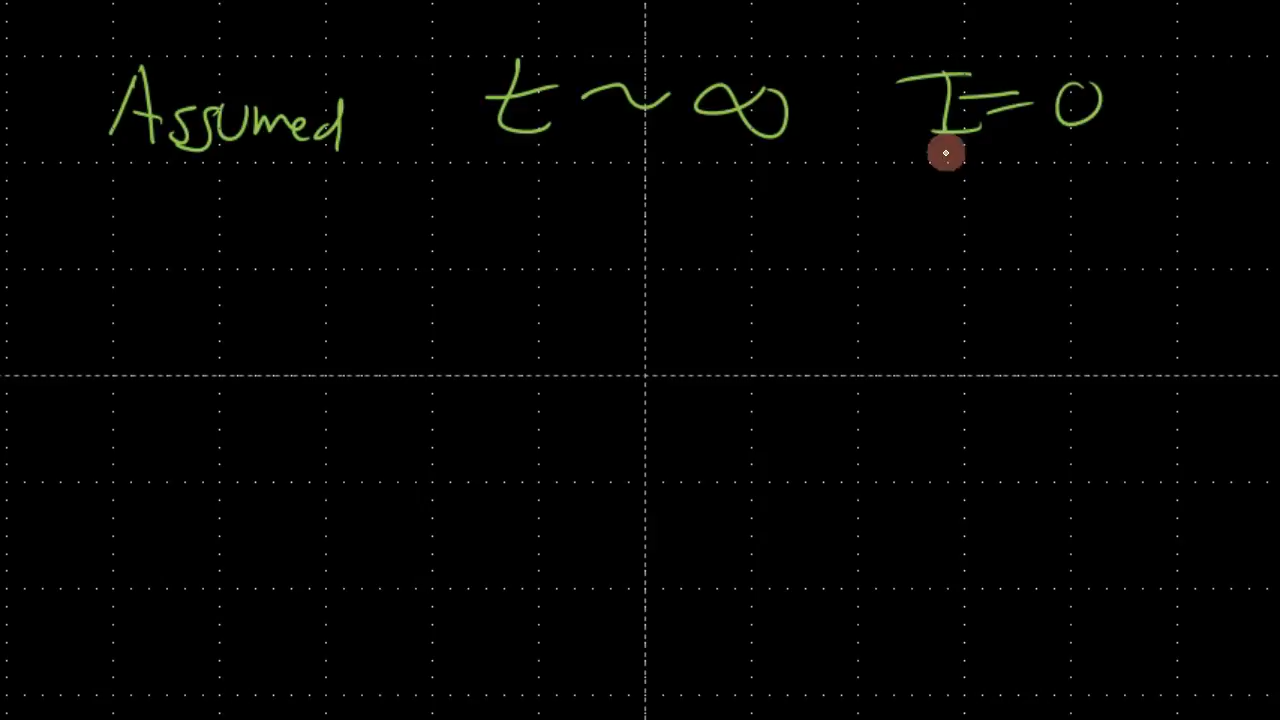 Assumed t ~ ∞ I = 0